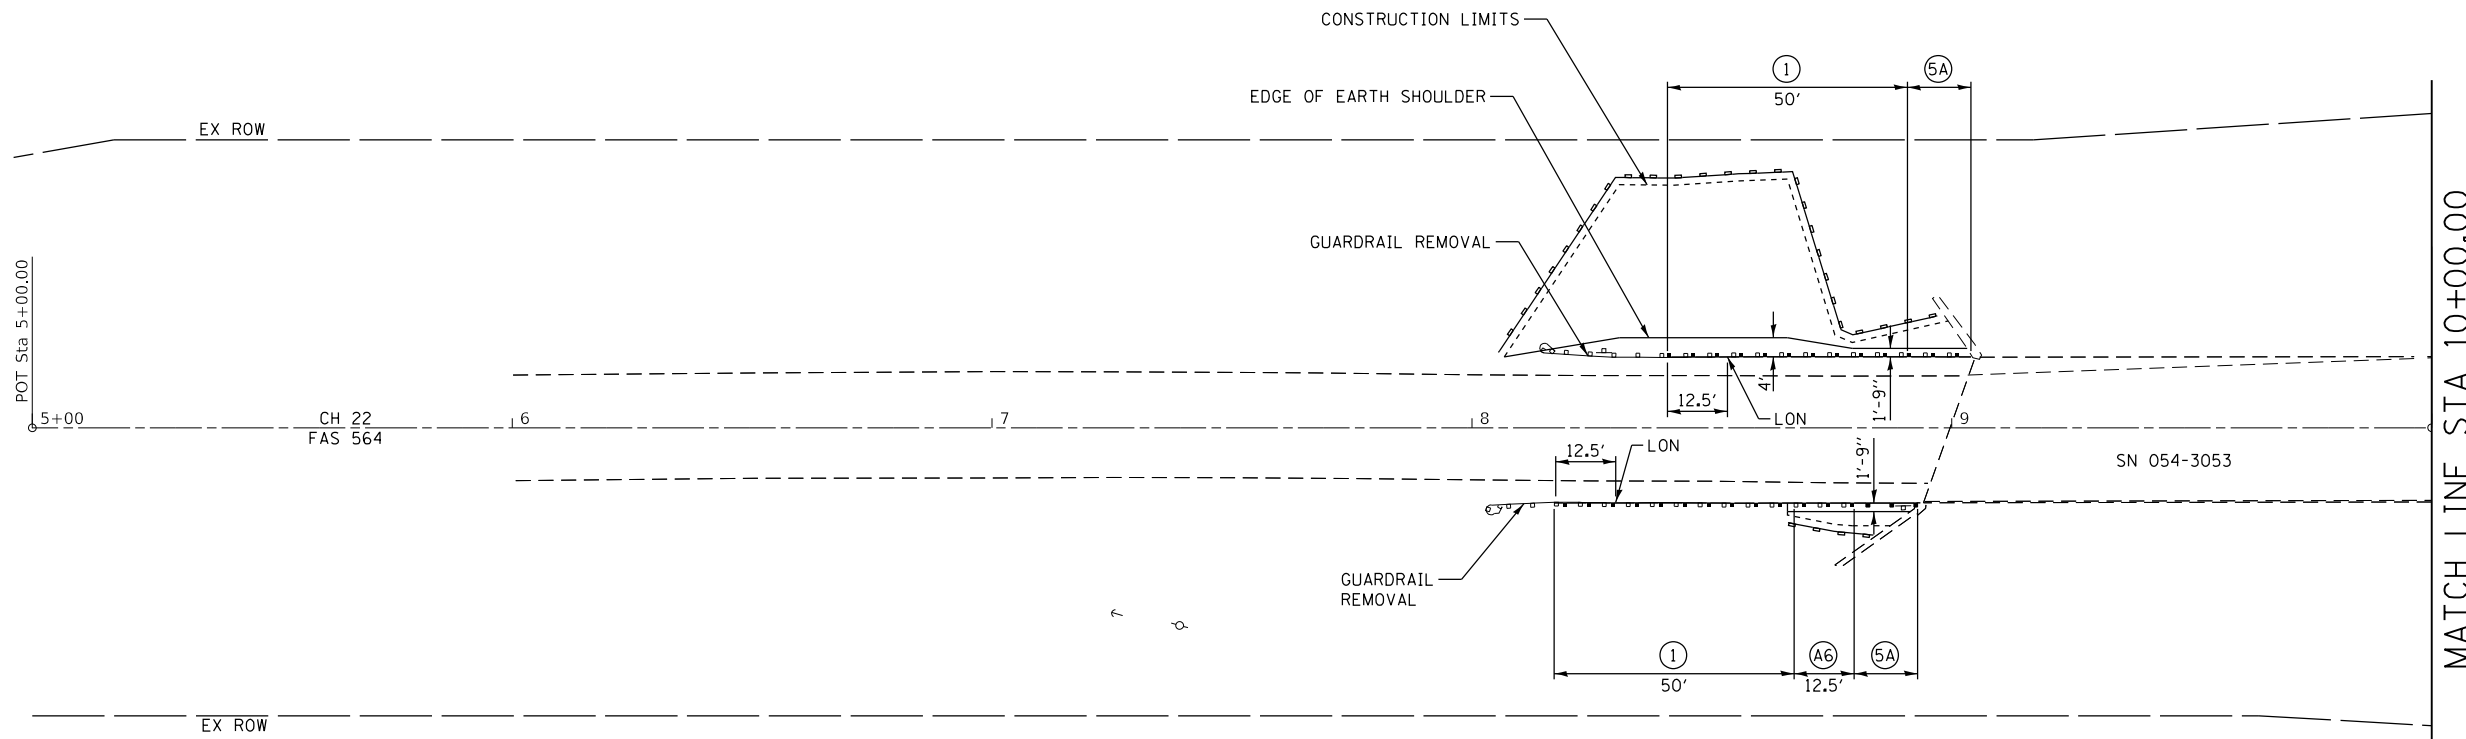 CONSTRUCTION LIMITS
1
5A
50'
EDGE OF EARTH SHOULDER
EX ROW
GUARDRAIL REMOVAL
POT Sta 5+00.00
MATCH LINE STA 10+00.00
4'
1'-9"
12.5'
LON
5+00
CH 22
6
7
8
9
FAS 564
12.5'
LON
1'-9"
SN 054-3053
GUARDRAIL
REMOVAL
1
A6
5A
50'
12.5'
EX ROW